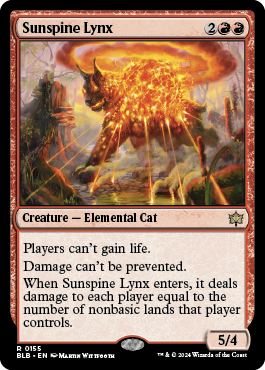 Sunspine Lynx 2
Creature — Elemental Cat
Players can't gain life.
Damage can't be prevented.
When Sunspine Lynx enters, it deals
damage to each player equal to the
number of nonbasic lands that player
controls.
5/4
R 0155
BLB • EN Martin Wittfooth
™ & © 2024 Wizards of the Coast